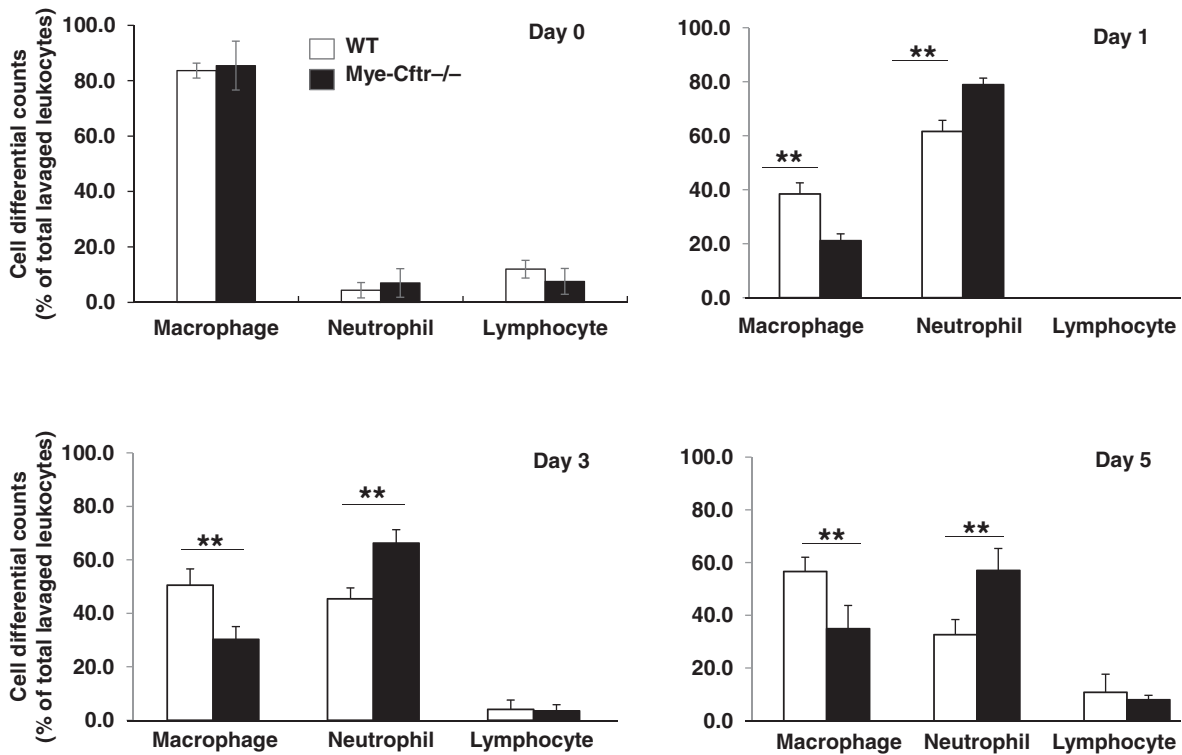 Cell differential counts
(% of total lavaged leukocytes)
100.0
80.0
60.0
40.0
20.0
0.0
Day 0
WT
Mye-Cftr–/–
Macrophage Neutrophil Lymphocyte
100.0
80.0
60.0
40.0
20.0
0.0
Day 1
**
**
Macrophage Neutrophil Lymphocyte
Cell differential counts
(% of total lavaged leukocytes)
100.0
80.0
60.0
40.0
20.0
0.0
Day 3
**
**
Macrophage Neutrophil Lymphocyte
100.0
80.0
60.0
40.0
20.0
0.0
Day 5
**
**
Macrophage Neutrophil Lymphocyte